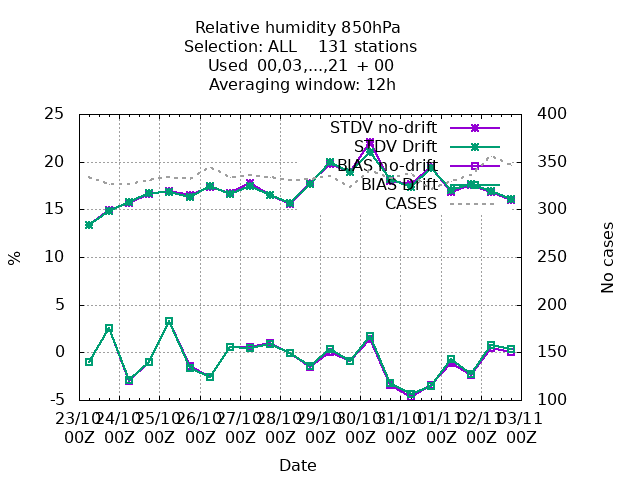 Relative humidity 850hPa
Selection: ALL    131 stations
Used  00,03,...,21  + 00
Averaging window: 12h
25
20
15
10
5
0
-5
%
400
350
300
250
200
150
100
No cases
STDV no-drift
STDV Drift
BIAS no-drift
BIAS Drift
CASES
23/10 24/10 25/10 26/10 27/10 28/10 29/10 30/10 31/10 01/11 02/11 03/11
00Z 00Z 00Z 00Z 00Z 00Z 00Z 00Z 00Z 00Z 00Z 00Z
Date